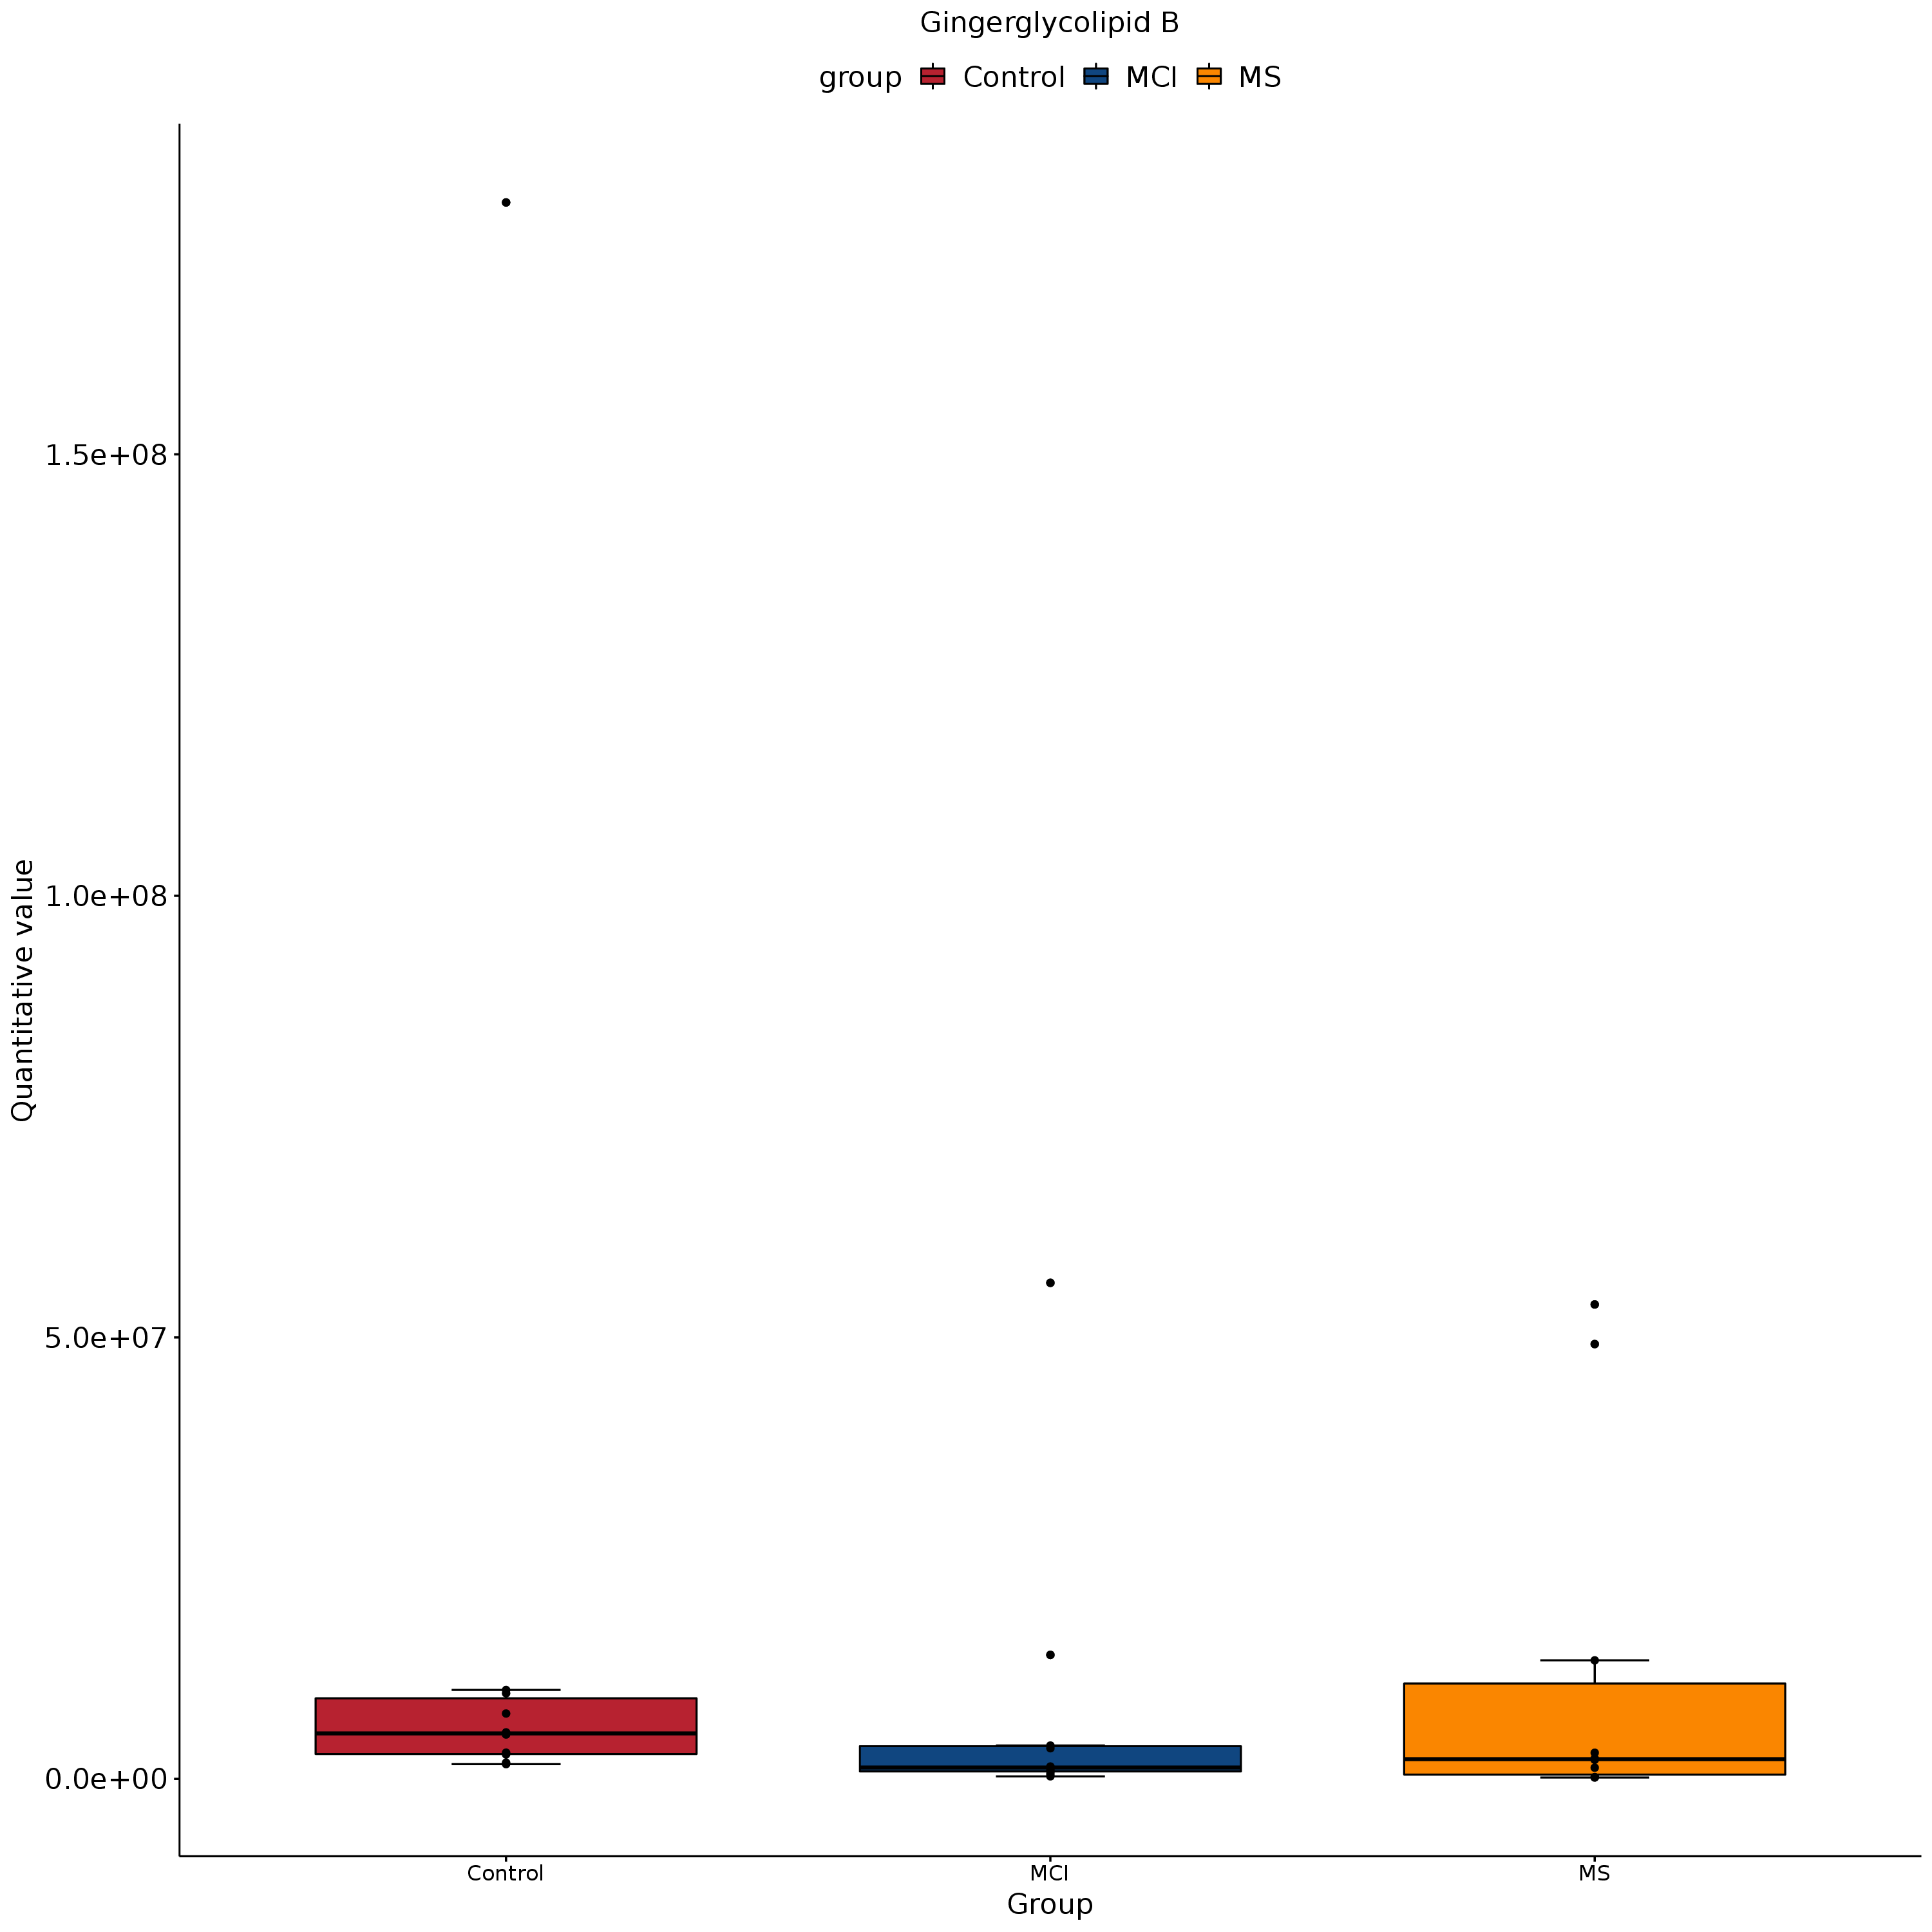 Gingerglycolipid B
group Control MCI MS
Quantitative value
1.5e+08
1.0e+08
5.0e+07
0.0e+00
Control MCI MS
Group